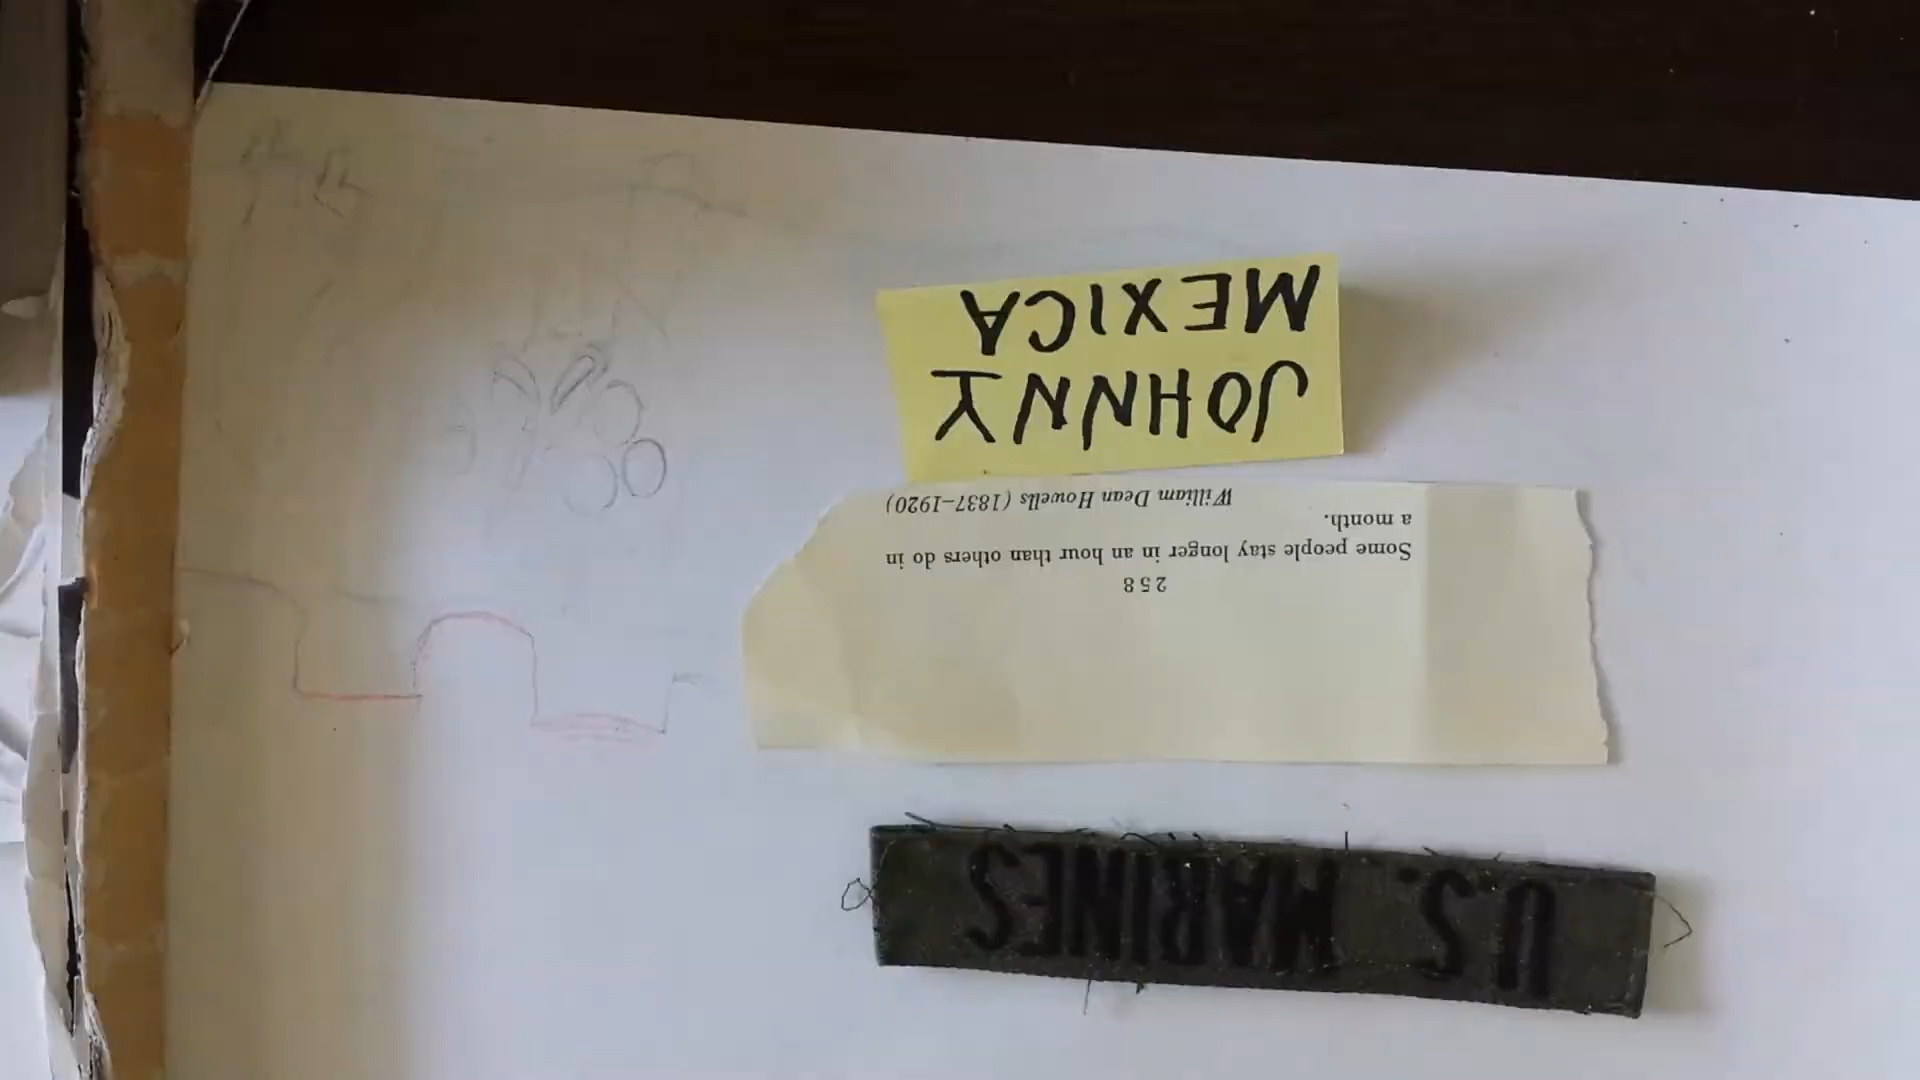 U.S. MARINES
258
Some people stay longer in an hour than others do in
a month.
William Dean Howells (1837–1920)
JOHNNY
MEXICA